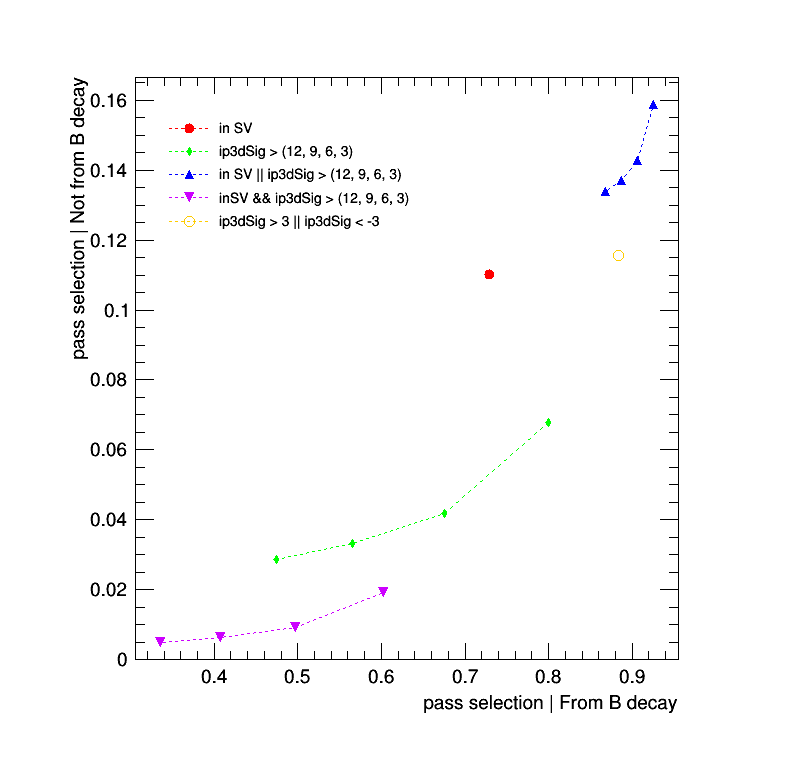 0.16
0.14
0.12
0.1
0.08
0.06
0.04
0.02
0
pass selection | Not from B decay
in SV
ip3dSig > (12, 9, 6, 3)
in SV || ip3dSig > (12, 9, 6, 3)
inSV && ip3dSig > (12, 9, 6, 3)
ip3dSig > 3 || ip3dSig < -3
0.4 0.5 0.6 0.7 0.8 0.9
pass selection | From B decay